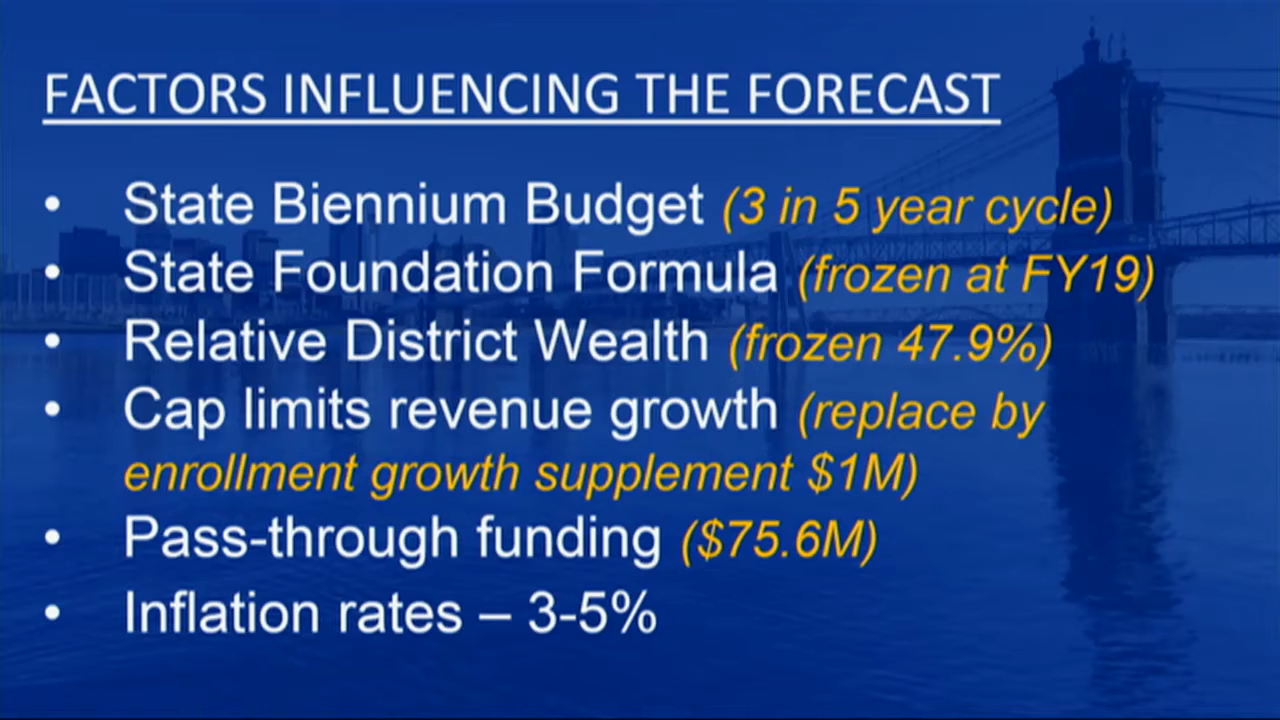 FACTORS INFLUENCING THE FORECAST
• State Biennium Budget (3 in 5 year cycle)
• State Foundation Formula (frozen at FY19)
• Relative District Wealth (frozen 47.9%)
• Cap limits revenue growth (replace by
enrollment growth supplement $1M)
• Pass-through funding ($75.6M)
• Inflation rates – 3-5%